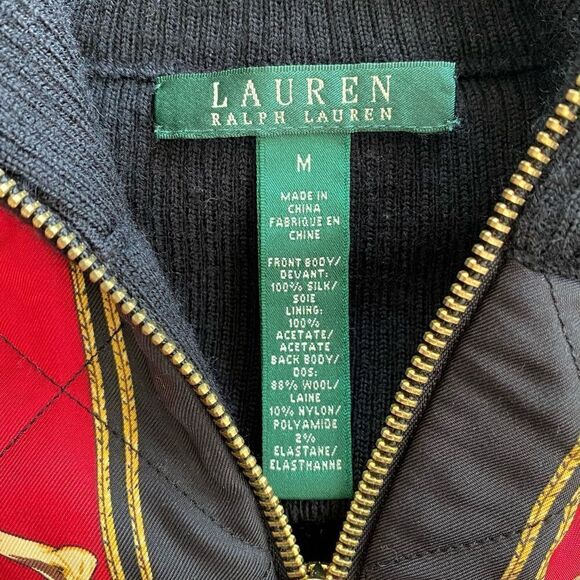 LAUREN
RALPH LAUREN
M
MADE IN
CHINA
FABRIQUE EN
CHINE
FRONT BODY/
DEVANT:
100% SILK/
SOIE
LINING:
100%
ACETATE/
ACETATE
BACK BODY/
DOS:
88% WOOL/
LAINE
10% NYLON/
POLYAMIDE
2%
ELASTANE/
ELASTHANNE